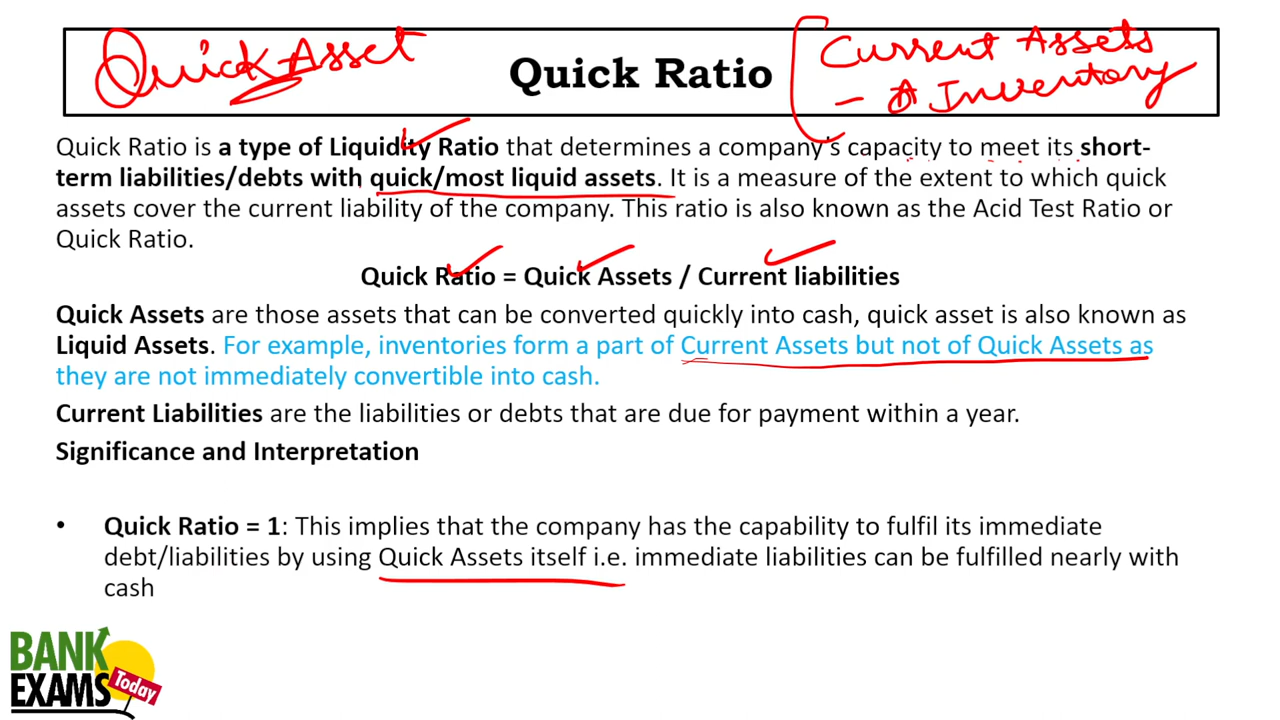 Quick Asset
Quick Ratio
Current Assets
- Inventory
Quick Ratio is a type of Liquidity Ratio that determines a company's capacity to meet its short-
term liabilities/debts with quick/most liquid assets. It is a measure of the extent to which quick
assets cover the current liability of the company. This ratio is also known as the Acid Test Ratio or
Quick Ratio.
Quick Ratio = Quick Assets / Current liabilities
Quick Assets are those assets that can be converted quickly into cash, quick asset is also known as
Liquid Assets. For example, inventories form a part of Current Assets but not of Quick Assets as
they are not immediately convertible into cash.
Current Liabilities are the liabilities or debts that are due for payment within a year.
Significance and Interpretation
• Quick Ratio = 1: This implies that the company has the capability to fulfil its immediate
debt/liabilities by using Quick Assets itself i.e. immediate liabilities can be fulfilled nearly with
cash
BANK
EXAMS
Today